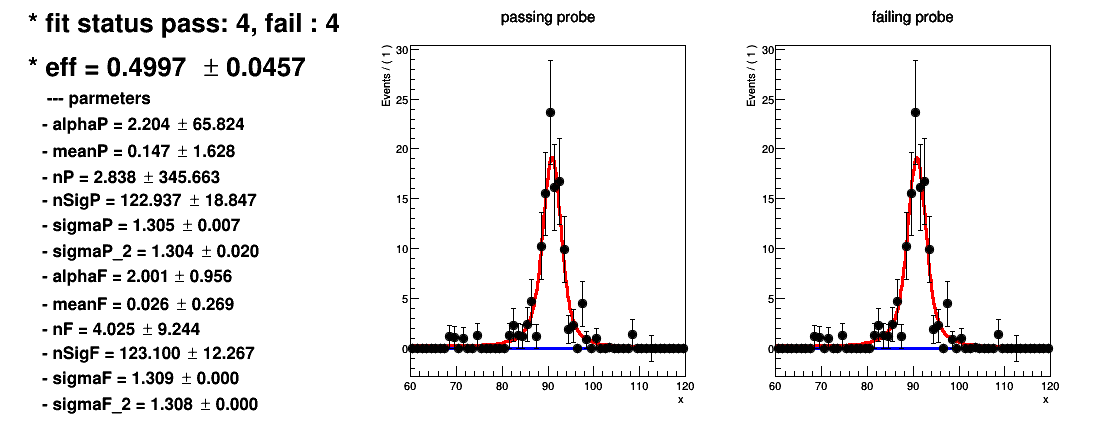 * fit status pass: 4, fail : 4
* eff = 0.4997 ± 0.0457
--- parmeters
- alphaP = 2.204 ± 65.824
- meanP = 0.147 ± 1.628
- nP = 2.838 ± 345.663
- nSigP = 122.937 ± 18.847
- sigmaP = 1.305 ± 0.007
- sigmaP_2 = 1.304 ± 0.020
- alphaF = 2.001 ± 0.956
- meanF = 0.026 ± 0.269
- nF = 4.025 ± 9.244
- nSigF = 123.100 ± 12.267
- sigmaF = 1.309 ± 0.000
- sigmaF_2 = 1.308 ± 0.000
passing probe
Events / ( 1 )
30
25
20
15
10
5
0
60 70 80 90 100 110 120
x
failing probe
Events / ( 1 )
30
25
20
15
10
5
0
60 70 80 90 100 110 120
x